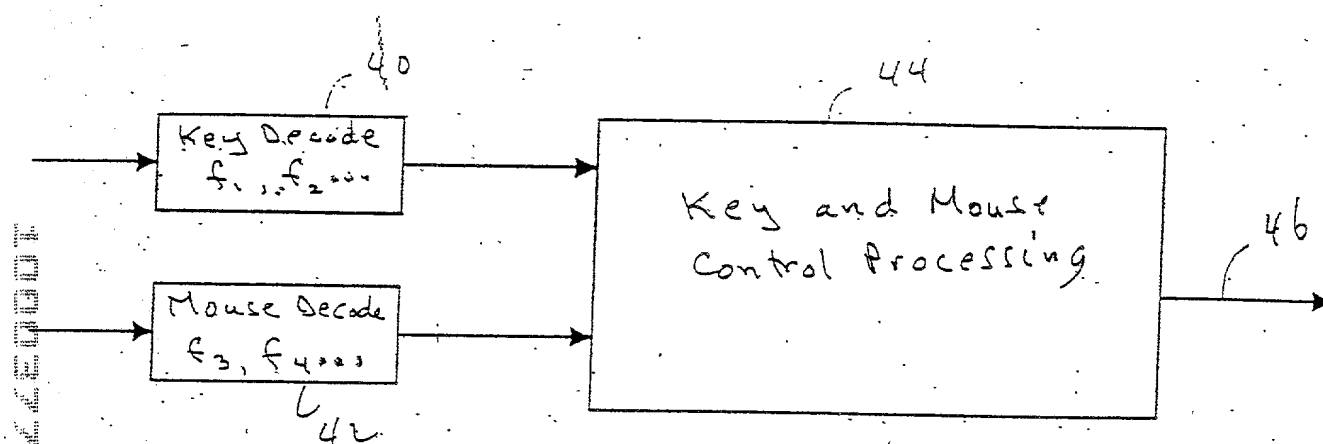 40
44
Key Decode
f1, f2...
Key and Mouse
Control Processing
46
Mouse Decode
f3, f4...
42